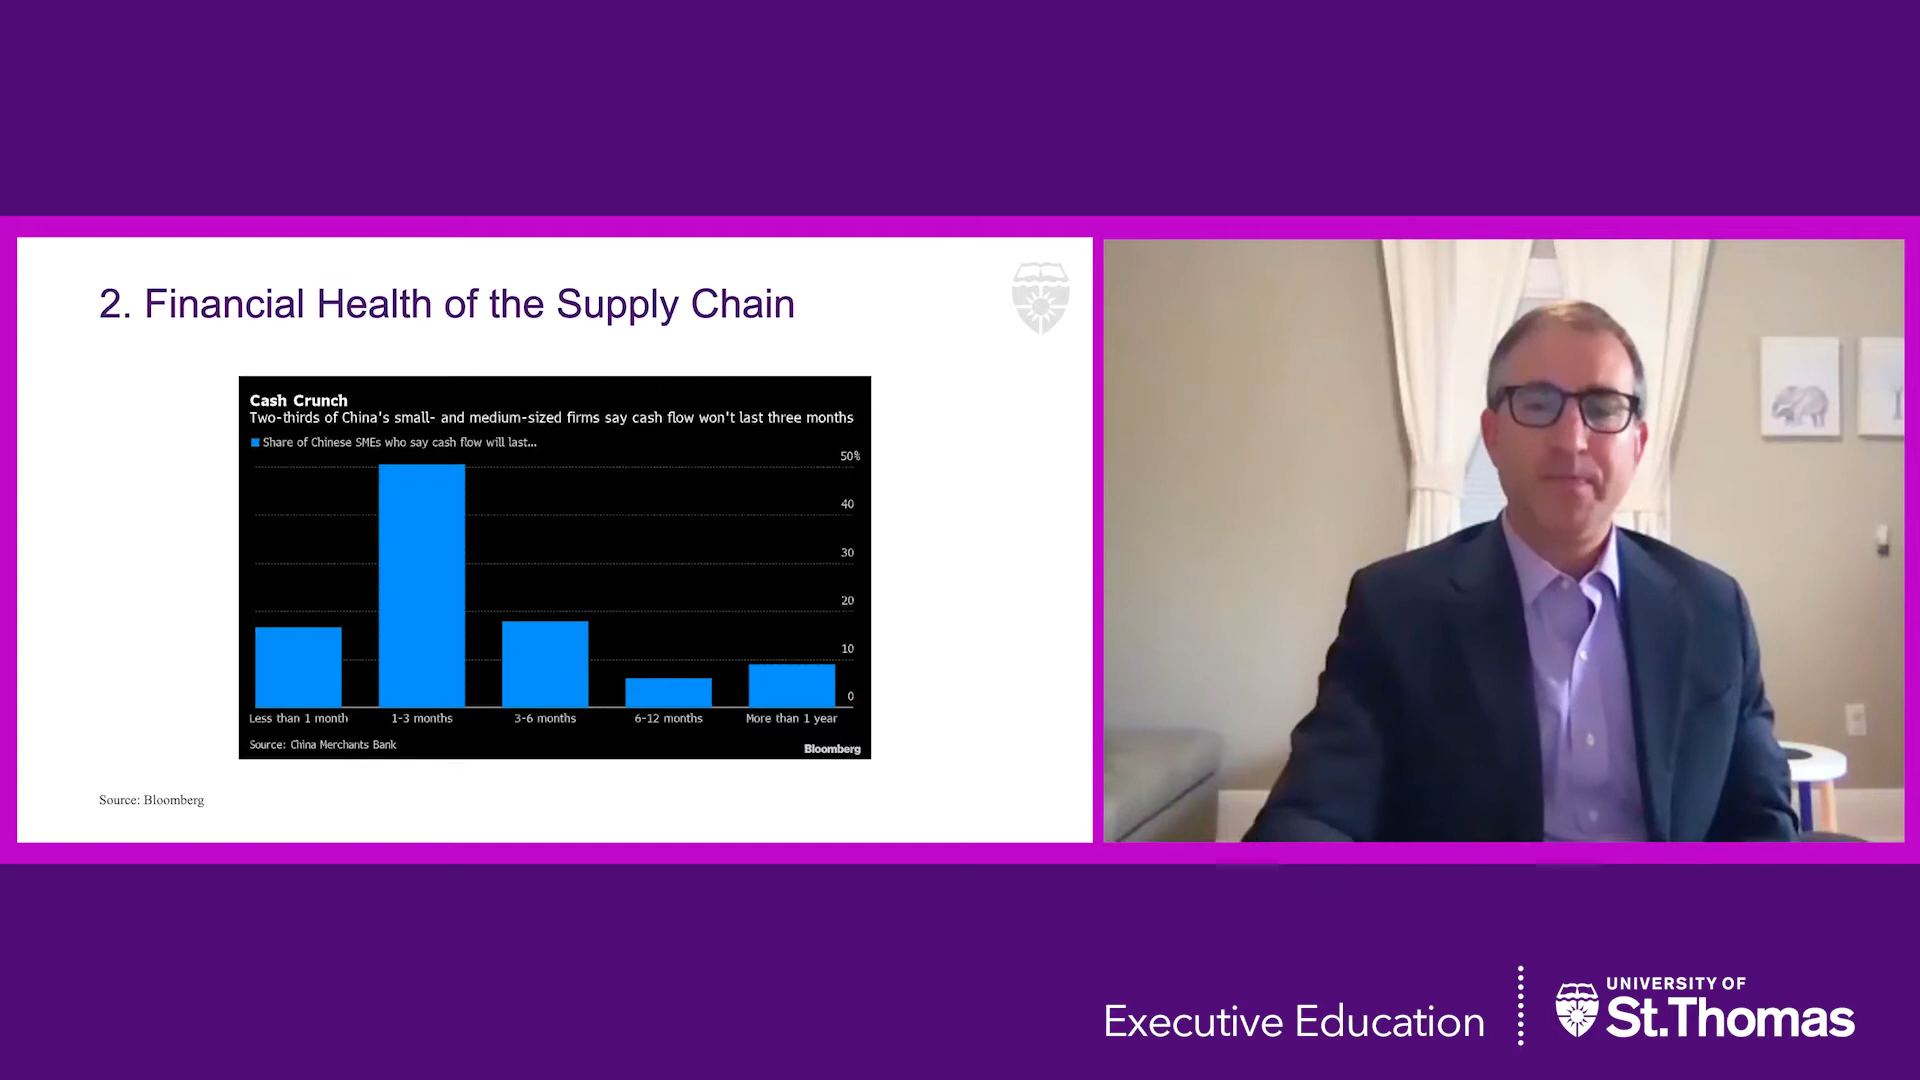 2. Financial Health of the Supply Chain
Cash Crunch
Two-thirds of China's small- and medium-sized firms say cash flow won't last three months
Share of Chinese SMEs who say cash flow will last...
50%
40
30
20
10
0
Less than 1 month 1-3 months 3-6 months 6-12 months More than 1 year
Source: China Merchants Bank
Bloomberg
Source: Bloomberg
Executive Education
UNIVERSITY OF
St.Thomas